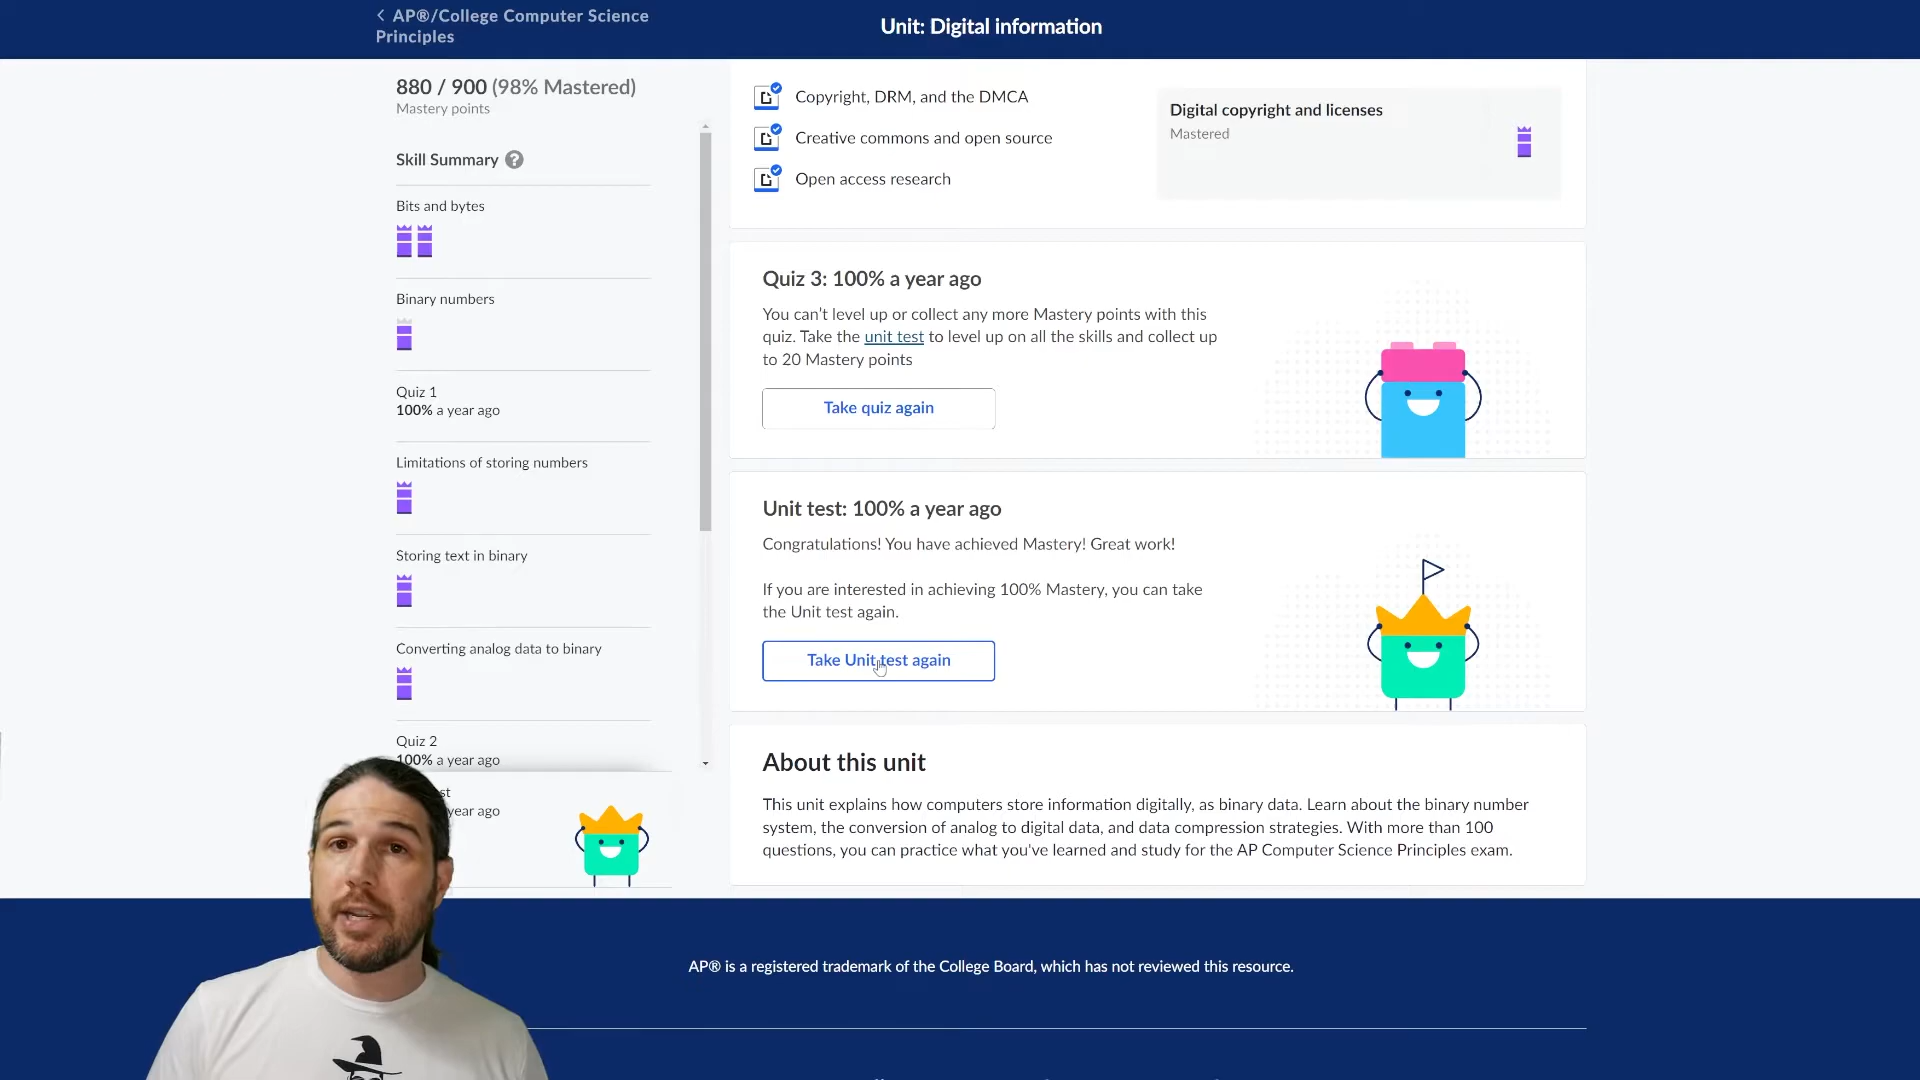 AP®/College Computer Science
Principles
Unit: Digital information
880 / 900 (98% Mastered)
Mastery points
Skill Summary ?
Bits and bytes
Binary numbers
Quiz 1
100% a year ago
Limitations of storing numbers
Storing text in binary
Converting analog data to binary
Quiz 2
100% a year ago
year ago
Copyright, DRM, and the DMCA
Creative commons and open source
Open access research
Digital copyright and licenses
Mastered
Quiz 3: 100% a year ago
You can't level up or collect any more Mastery points with this
quiz. Take the unit test to level up on all the skills and collect up
to 20 Mastery points
Take quiz again
Unit test: 100% a year ago
Congratulations! You have achieved Mastery! Great work!
If you are interested in achieving 100% Mastery, you can take
the Unit test again.
Take Unit test again
About this unit
This unit explains how computers store information digitally, as binary data. Learn about the binary number
system, the conversion of analog to digital data, and data compression strategies. With more than 100
questions, you can practice what you've learned and study for the AP Computer Science Principles exam.
AP® is a registered trademark of the College Board, which has not reviewed this resource.